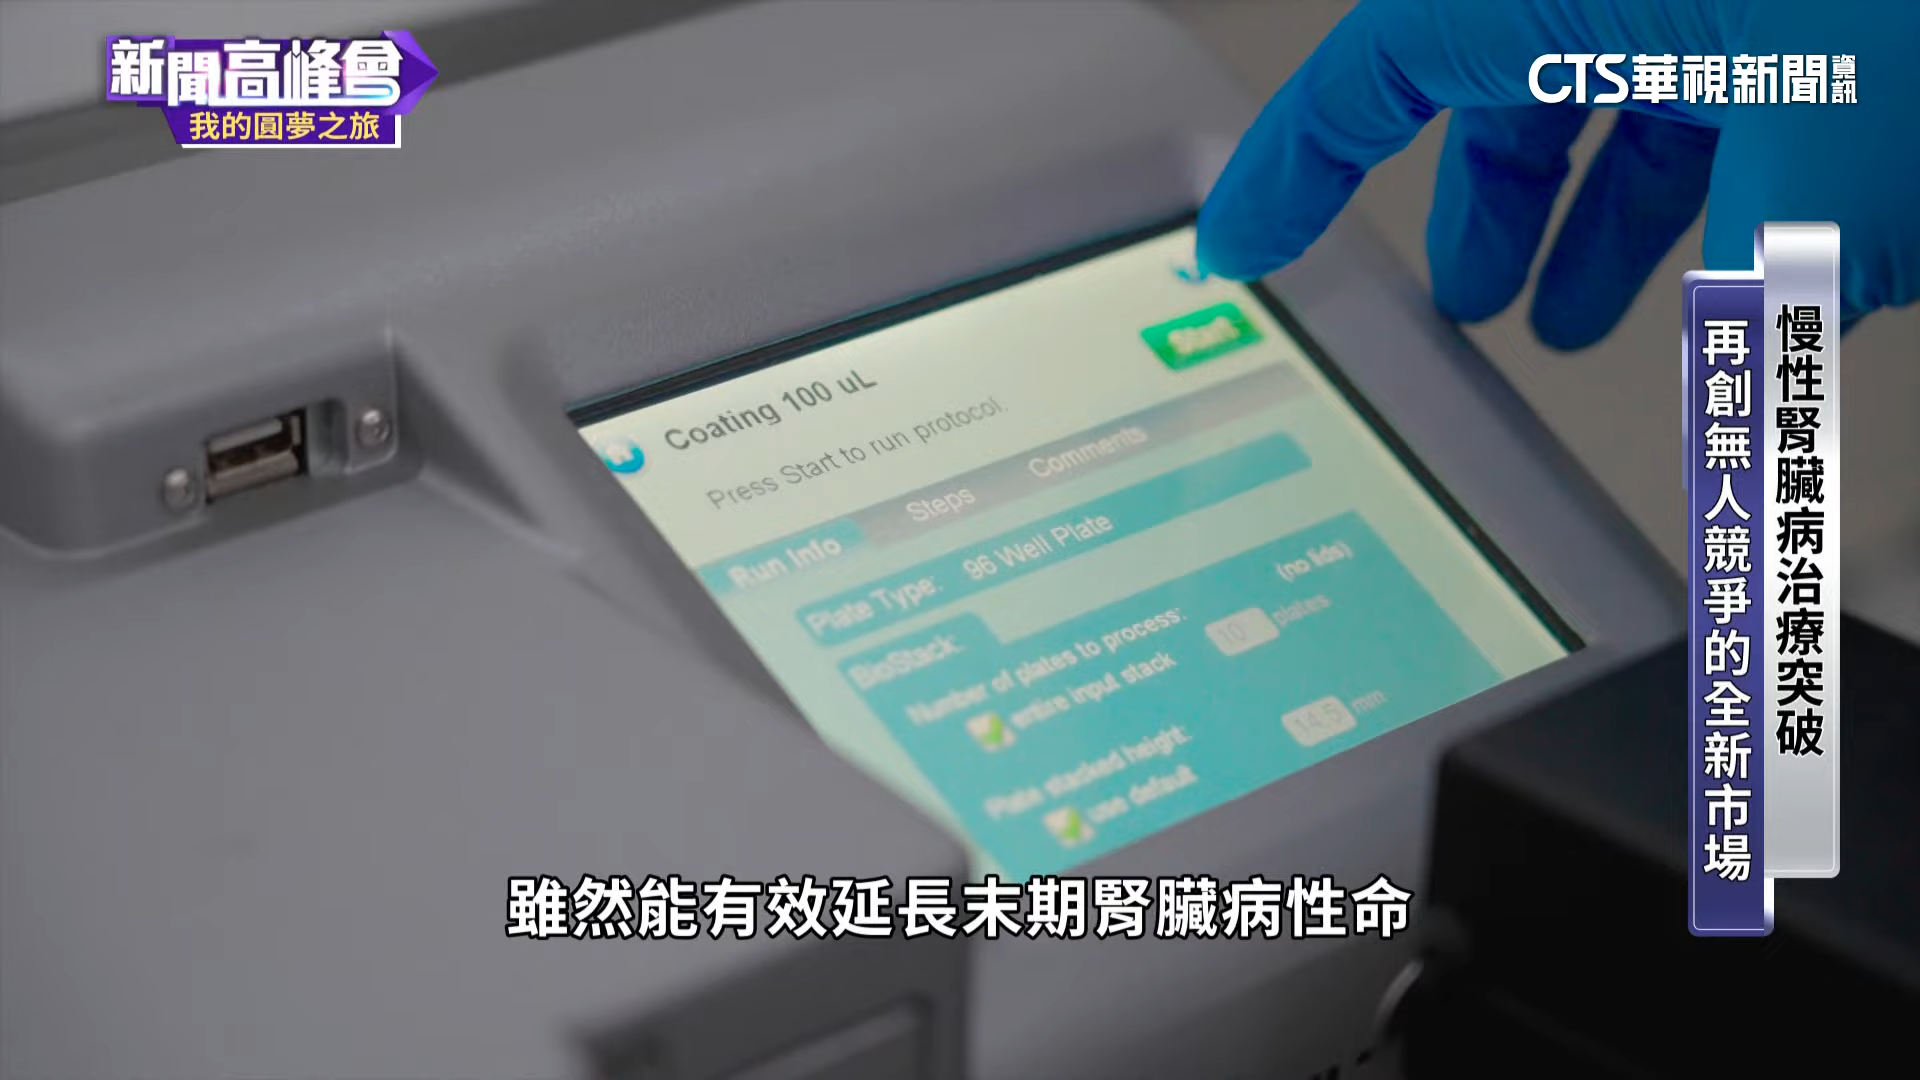 新聞高峰會
我的圓夢之旅
CTS華視新聞資訊
慢性腎臟病治療突破
再創無人競爭的全新市場
Start
Coating 100 uL
Press Start to run protocol.
Run Info
Steps
Comments
Plate Type:
96 Well Plate
BioStack:
(no lids)
Number of plates to process:
10 plates
entire input stack
Plate stacked height:
14.5 mm
use default
雖然能有效延長末期腎臟病性命